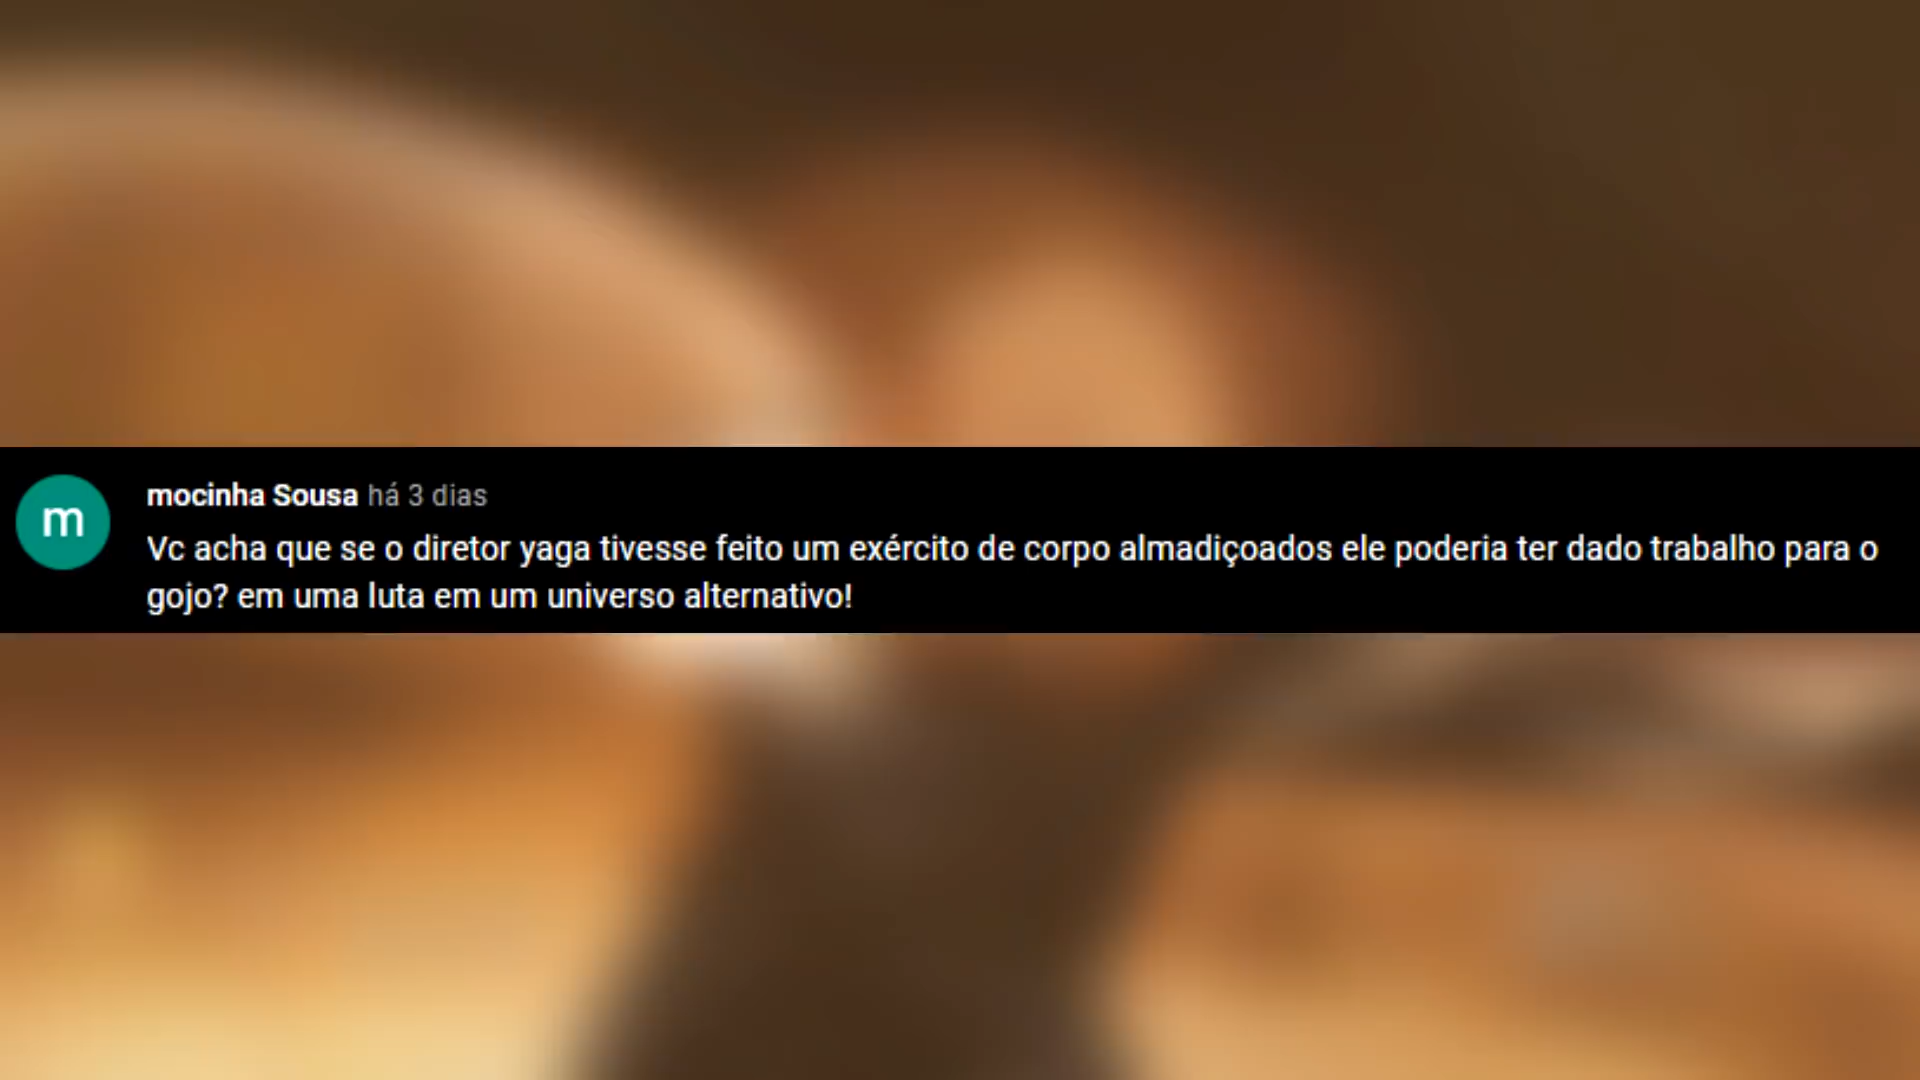 m
mocinha Sousa há 3 dias
Vc acha que se o diretor yaga tivesse feito um exército de corpo almadiçoados ele poderia ter dado trabalho para o
gojo? em uma luta em um universo alternativo!